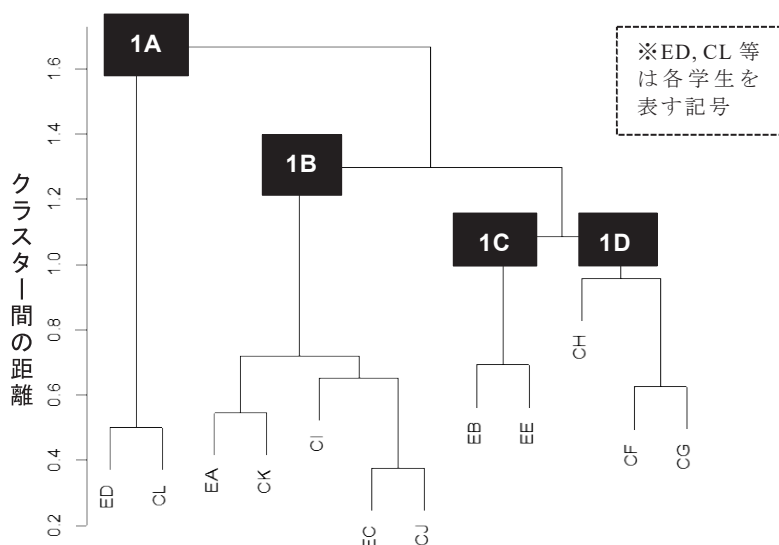 1A
※ED, CL 等
は各学生を
表す記号
1B
1C
1D
クラスター間の距離
1.6
1.4
1.2
1.0
0.8
0.6
0.4
0.2
CH
CI
EB
EE
EA
CK
CF
CG
ED
CL
EC
CJ